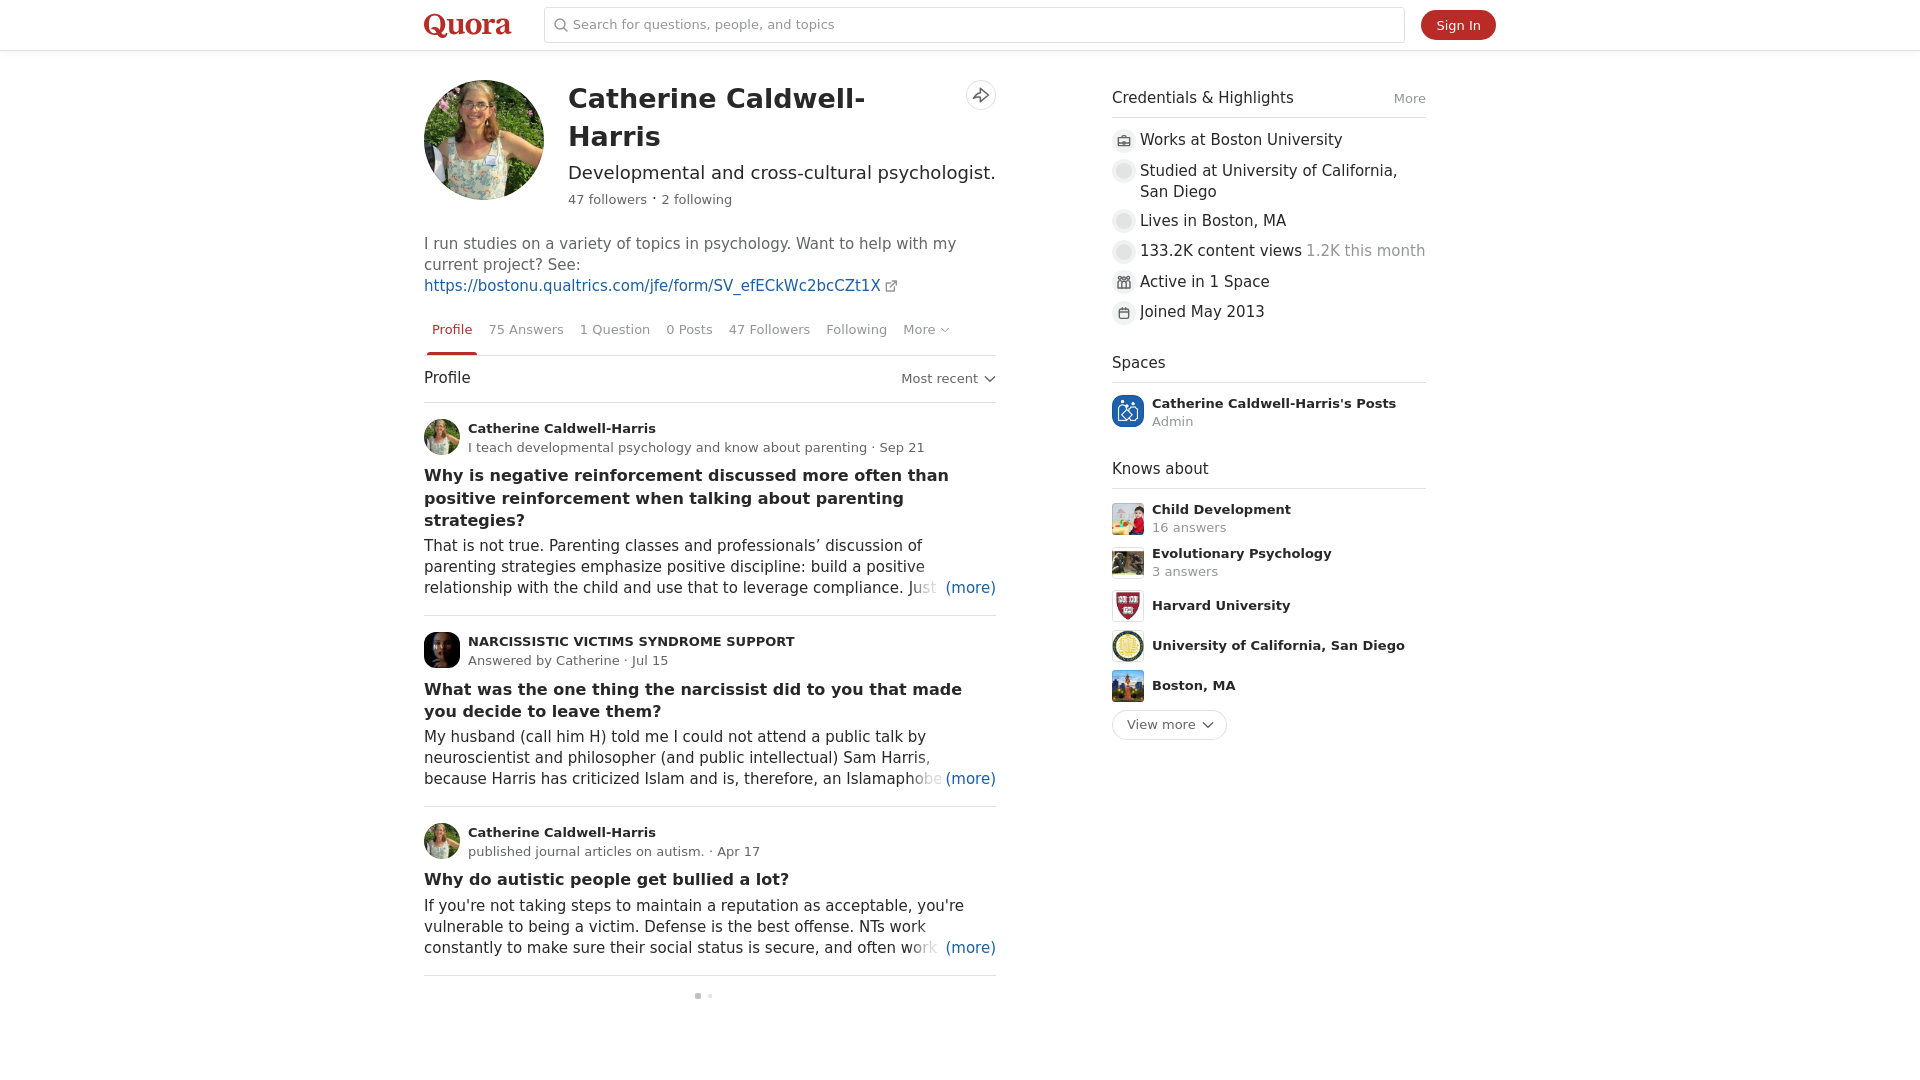 Quora
Search for questions, people, and topics
Sign In
Catherine Caldwell-
Harris
Developmental and cross-cultural psychologist.
47 followers · 2 following
I run studies on a variety of topics in psychology. Want to help with my
current project? See:
https://bostonu.qualtrics.com/jfe/form/SV_efECkWc2bcCZt1X
Profile
75 Answers
1 Question
0 Posts
47 Followers
Following
More
Profile
Most recent
Catherine Caldwell-Harris
I teach developmental psychology and know about parenting · Sep 21
Why is negative reinforcement discussed more often than
positive reinforcement when talking about parenting
strategies?
That is not true. Parenting classes and professionals’ discussion of
parenting strategies emphasize positive discipline: build a positive
relationship with the child and use that to leverage compliance. Just (more)
NARCISSISTIC VICTIMS SYNDROME SUPPORT
Answered by Catherine · Jul 15
What was the one thing the narcissist did to you that made
you decide to leave them?
My husband (call him H) told me I could not attend a public talk by
neuroscientist and philosopher (and public intellectual) Sam Harris,
because Harris has criticized Islam and is, therefore, an Islamaphobe (more)
Catherine Caldwell-Harris
published journal articles on autism. · Apr 17
Why do autistic people get bullied a lot?
If you're not taking steps to maintain a reputation as acceptable, you're
vulnerable to being a victim. Defense is the best offense. NTs work
constantly to make sure their social status is secure, and often work (more)
Credentials & Highlights
More
Works at Boston University
Studied at University of California,
San Diego
Lives in Boston, MA
133.2K content views 1.2K this month
Active in 1 Space
Joined May 2013
Spaces
Catherine Caldwell-Harris's Posts
Admin
Knows about
Child Development
16 answers
Evolutionary Psychology
3 answers
Harvard University
University of California, San Diego
Boston, MA
View more